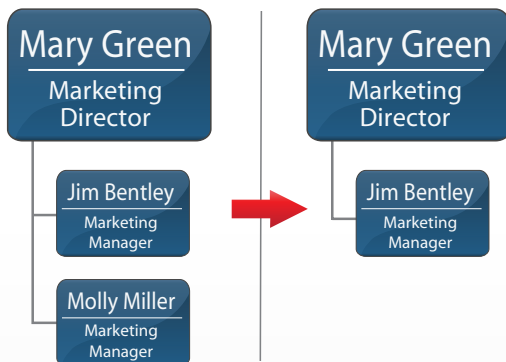 Mary Green
Marketing
Director
Jim Bentley
Marketing
Manager
Molly Miller
Marketing
Manager
Mary Green
Marketing
Director
Jim Bentley
Marketing
Manager